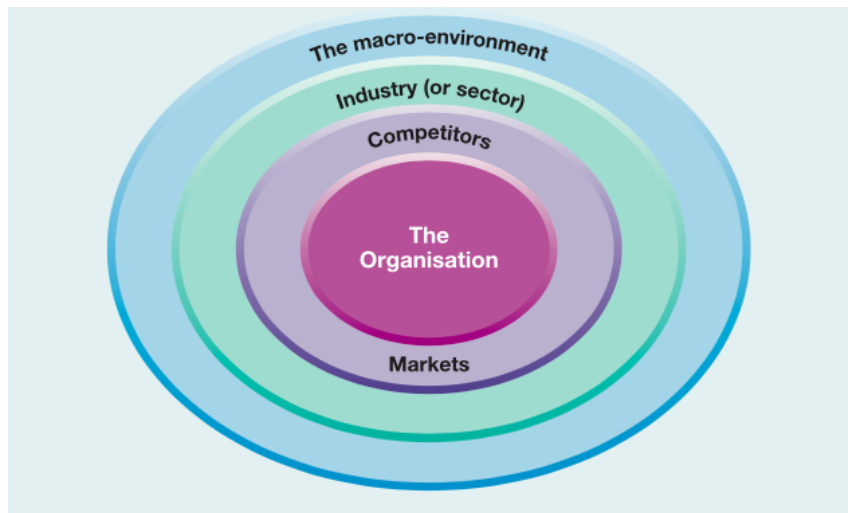 The macro-environment
Industry (or sector)
Competitors
The
Organisation
Markets